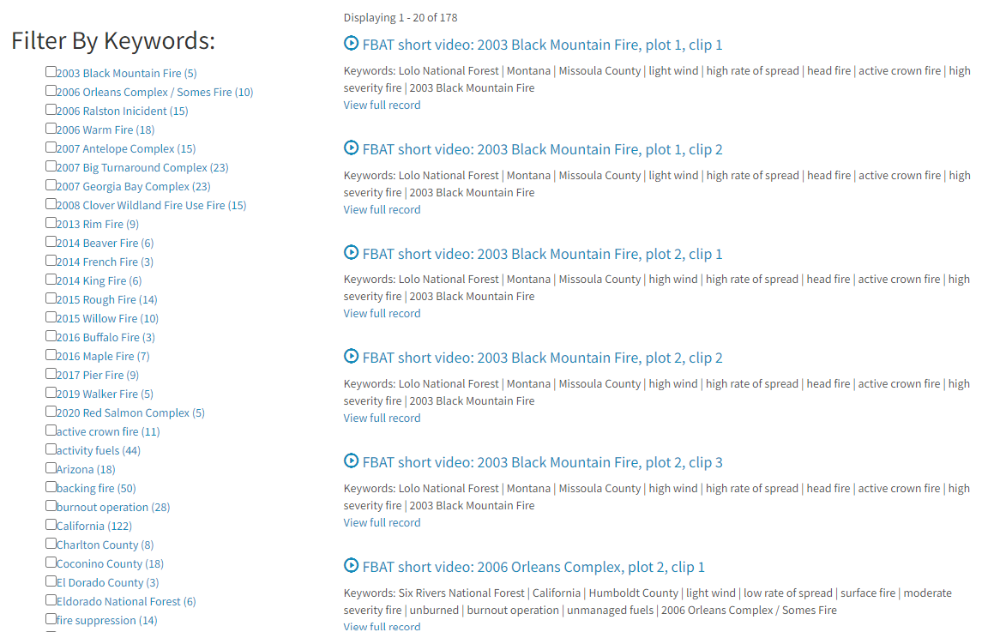 Filter By Keywords:
2003 Black Mountain Fire (5)
2006 Orleans Complex / Somes Fire (10)
2006 Ralston Inicident (15)
2006 Warm Fire (18)
2007 Antelope Complex (15)
2007 Big Turnaround Complex (23)
2007 Georgia Bay Complex (23)
2008 Clover Wildland Fire Use Fire (15)
2013 Rim Fire (9)
2014 Beaver Fire (6)
2014 French Fire (3)
2014 King Fire (6)
2015 Rough Fire (14)
2015 Willow Fire (10)
2016 Buffalo Fire (3)
2016 Maple Fire (7)
2017 Pier Fire (9)
2019 Walker Fire (5)
2020 Red Salmon Complex (5)
active crown fire (11)
activity fuels (44)
Arizona (18)
backing fire (50)
burnout operation (28)
California (122)
Charlton County (8)
Coconino County (18)
El Dorado County (3)
Eldorado National Forest (6)
fire suppression (14)
Displaying 1 - 20 of 178
FBAT short video: 2003 Black Mountain Fire, plot 1, clip 1
Keywords: Lolo National Forest | Montana | Missoula County | light wind | high rate of spread | head fire | active crown fire | high
severity fire | 2003 Black Mountain Fire
View full record
FBAT short video: 2003 Black Mountain Fire, plot 1, clip 2
Keywords: Lolo National Forest | Montana | Missoula County | light wind | high rate of spread | head fire | active crown fire | high
severity fire | 2003 Black Mountain Fire
View full record
FBAT short video: 2003 Black Mountain Fire, plot 2, clip 1
Keywords: Lolo National Forest | Montana | Missoula County | high wind | high rate of spread | head fire | active crown fire | high
severity fire | 2003 Black Mountain Fire
View full record
FBAT short video: 2003 Black Mountain Fire, plot 2, clip 2
Keywords: Lolo National Forest | Montana | Missoula County | high wind | high rate of spread | head fire | active crown fire | high
severity fire | 2003 Black Mountain Fire
View full record
FBAT short video: 2003 Black Mountain Fire, plot 2, clip 3
Keywords: Lolo National Forest | Montana | Missoula County | high wind | high rate of spread | head fire | active crown fire | high
severity fire | 2003 Black Mountain Fire
View full record
FBAT short video: 2006 Orleans Complex, plot 2, clip 1
Keywords: Six Rivers National Forest | California | Humboldt County | light wind | low rate of spread | surface fire | moderate
severity fire | unburned | burnout operation | unmanaged fuels | 2006 Orleans Complex / Somes Fire
View full record